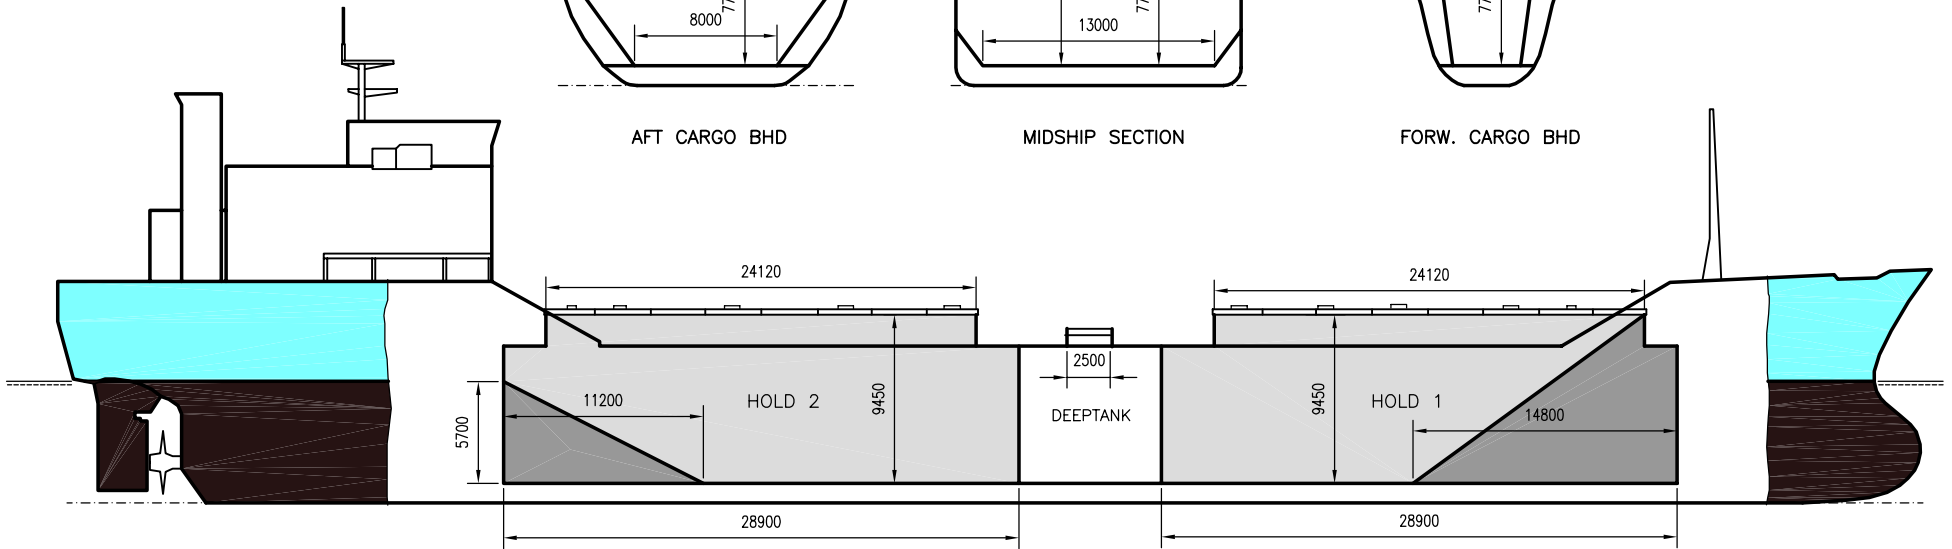 8000
13000
AFT CARGO BHD
MIDSHIP SECTION
FORW. CARGO BHD
24120
24120
2500
HOLD 2
DEEPTANK
HOLD 1
11200
9450
9450
14800
5700
28900
28900